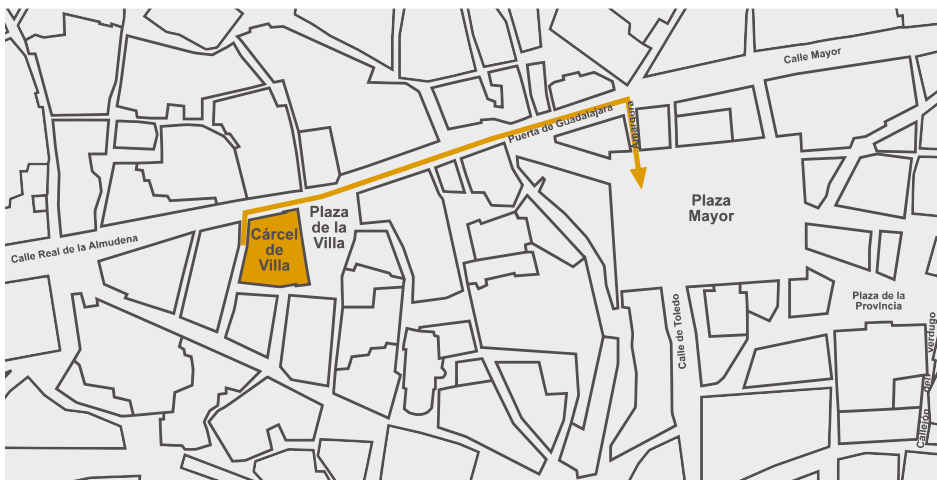 Calle Mayor
Puerta de Guadalajara
Amargura
Plaza
Mayor
Plaza
de la
Villa
Cárcel
de
Villa
Calle Real de la Almudena
Plaza de la
Provincia
Calle de Toledo
Callejón del verdugo